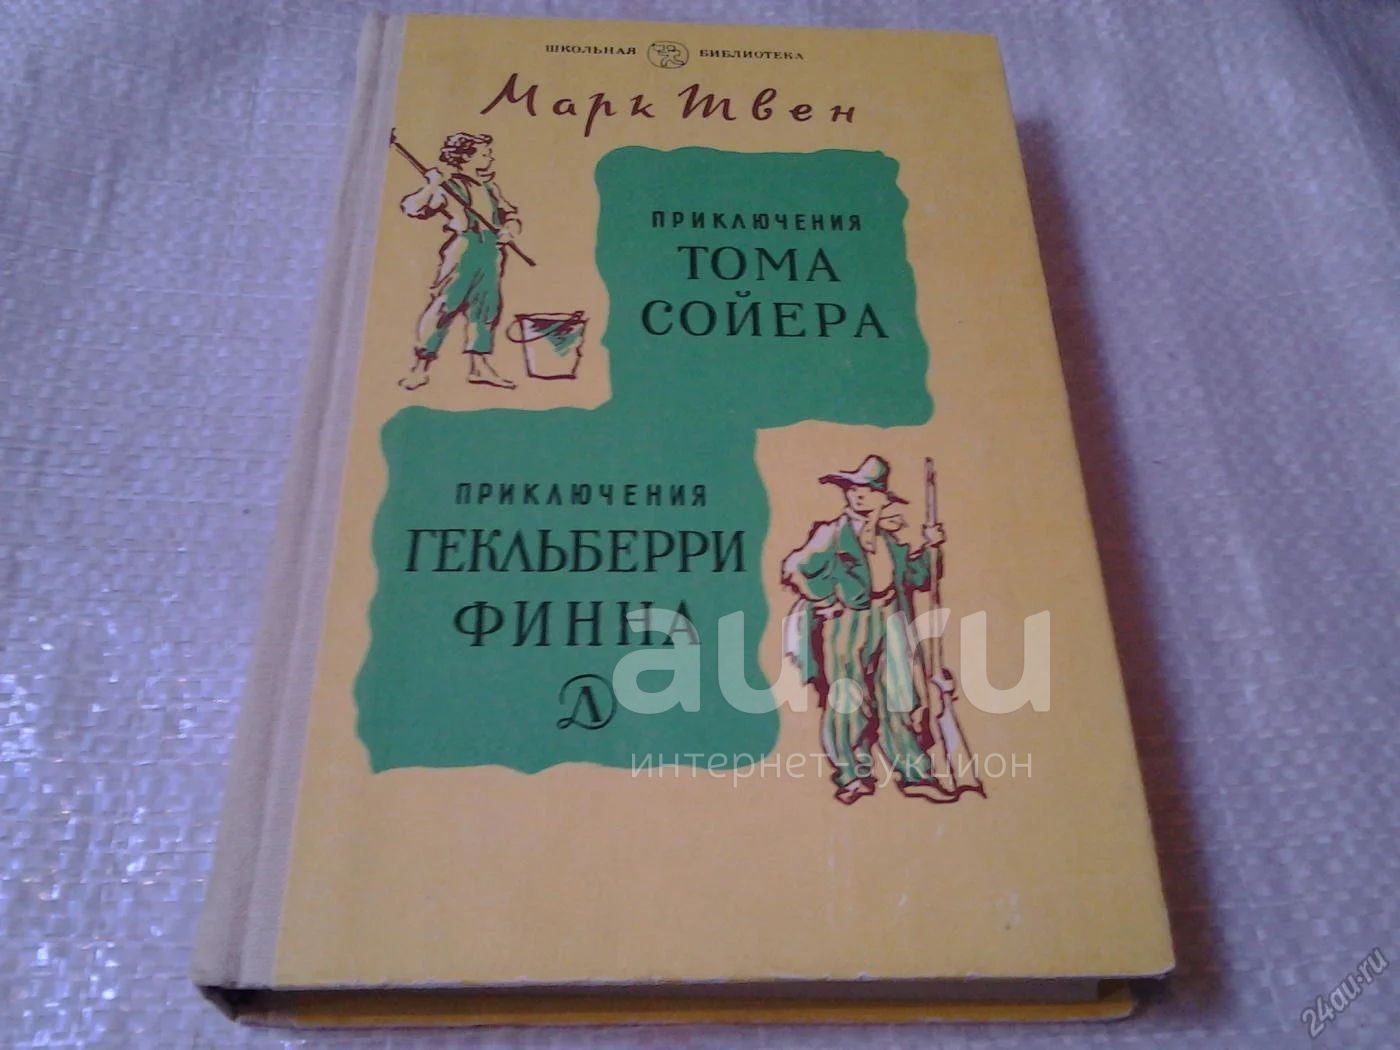 ШКОЛЬНАЯ БИБЛИОТЕКА
Марк Твен
ПРИКЛЮЧЕНИЯ
ТОМА
СОЙЕРА
ПРИКЛЮЧЕНИЯ
ГЕКЛЬБЕРРИ
ФИННА
Д
au.ru
интернет-аукцион
24au.ru